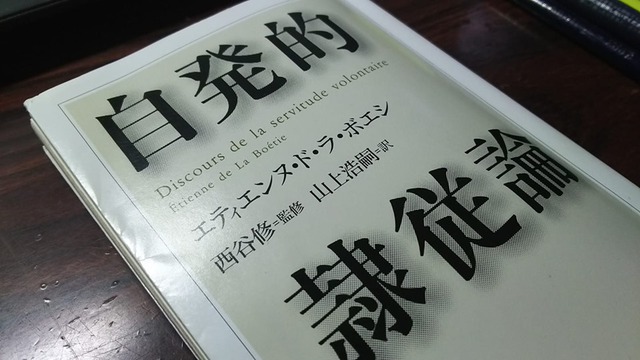 自発的
Discours de la servitude volontaire
Étienne de La Boétie
エティエンヌ・ド・ラ・ボエシ
西谷修=監修 山上浩嗣=訳
隷従論